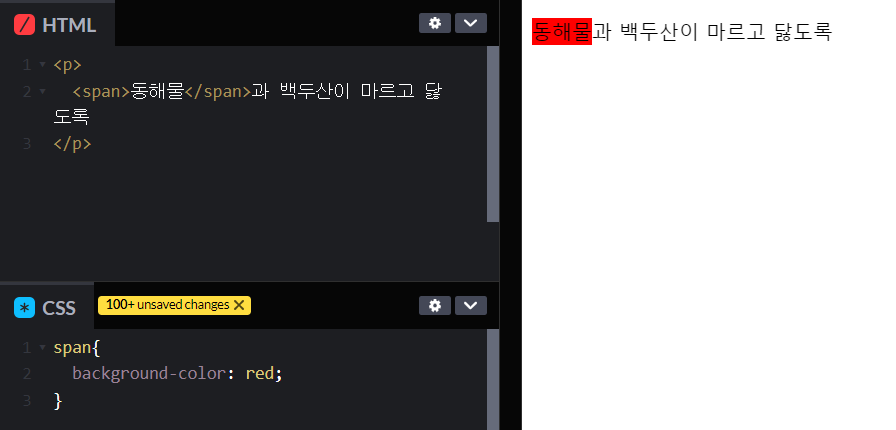 HTML
1 <p>
2 <span>동해물</span>과 백두산이 마르고 닳
도록
3 </p>
CSS 100+ unsaved changes
1 span{
2 background-color: red;
3 }
동해물과 백두산이 마르고 닳도록